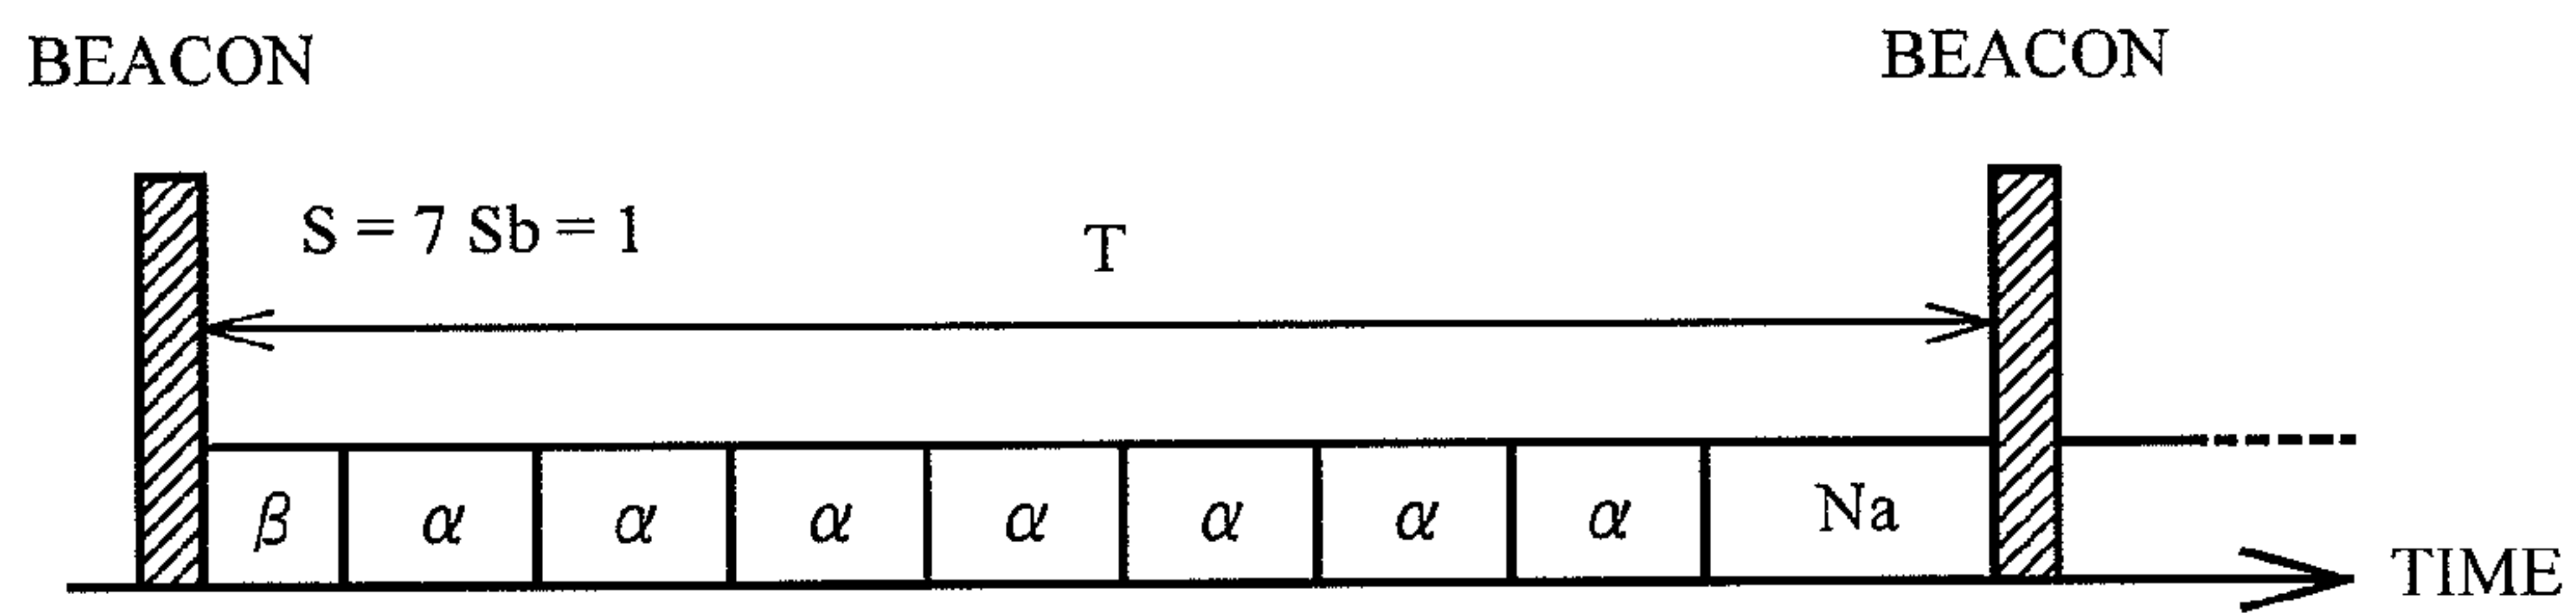 BEACON BEACON
S = 7 Sb = 1 T
β α α α α α α α Na
TIME